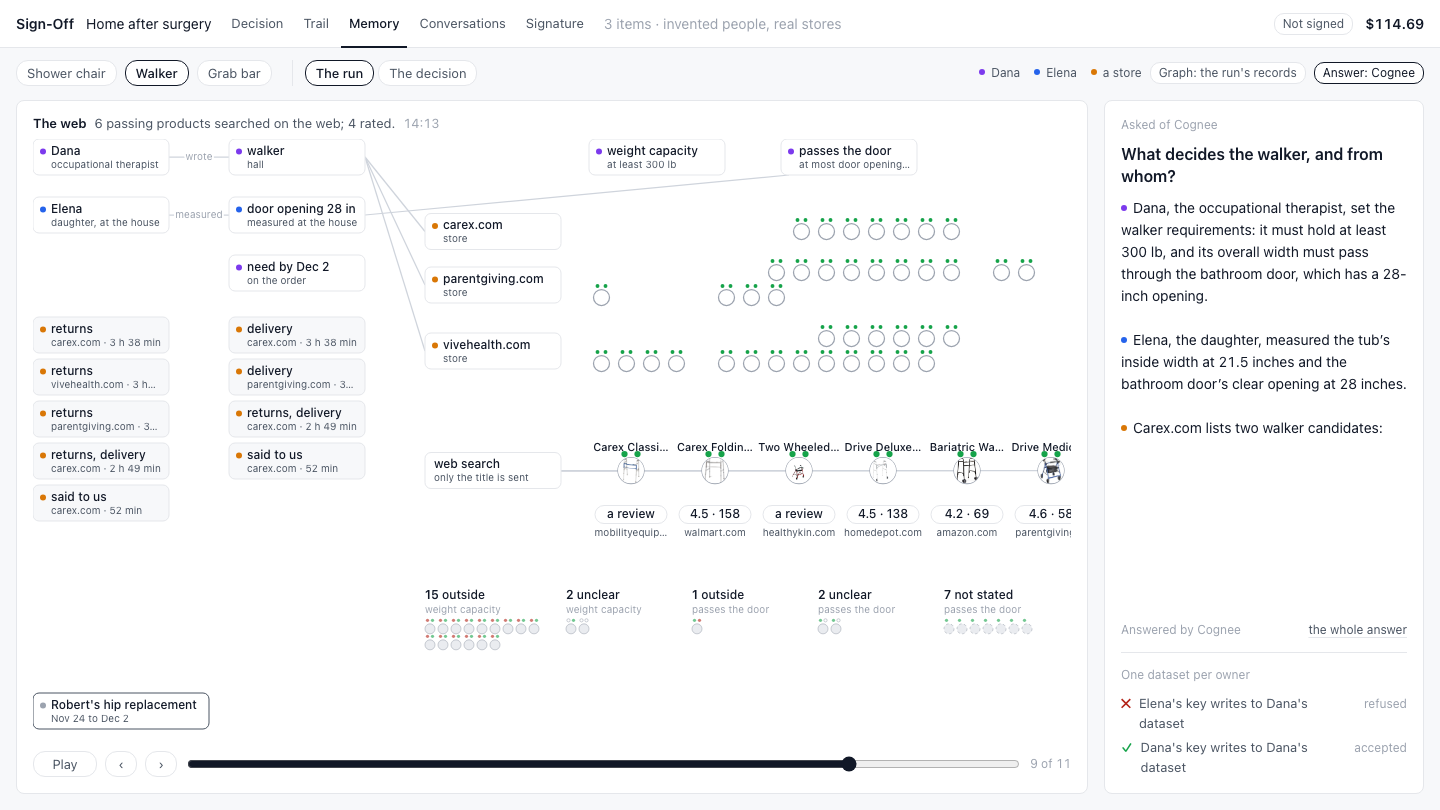 Sign-Off Home after surgery Decision Trail Memory Conversations Signature 3 items · invented people, real stores Not signed $114.69
Shower chair Walker Grab bar The run The decision Dana Elena a store Graph: the run's records Answer: Cognee
The web 6 passing products searched on the web; 4 rated. 14:13
Dana
occupational therapist
wrote
walker
hall
weight capacity
at least 300 lb
passes the door
at most door opening...
Elena
daughter, at the house
measured
door opening 28 in
measured at the house
carex.com
store
need by Dec 2
on the order
parentgiving.com
store
returns
carex.com · 3 h 38 min
delivery
carex.com · 3 h 38 min
vivehealth.com
store
returns
vivehealth.com · 3 h...
delivery
parentgiving.com · 3...
returns
parentgiving.com · 3...
returns, delivery
carex.com · 2 h 49 min
returns, delivery
carex.com · 2 h 49 min
said to us
carex.com · 52 min
said to us
carex.com · 52 min
web search
only the title is sent
Carex Classi... Carex Foldin... Two Wheeled... Drive Deluxe... Bariatric Wa... Drive Medic
a review 4.5 · 158 a review 4.5 · 138 4.2 · 69 4.6 · 58
mobilityequip... walmart.com healthykin.com homedepot.com amazon.com parentgiving
15 outside
weight capacity
2 unclear
weight capacity
1 outside
passes the door
2 unclear
passes the door
7 not stated
passes the door
Robert's hip replacement
Nov 24 to Dec 2
Play ‹ › 9 of 11
Asked of Cognee
What decides the walker, and from
whom?
Dana, the occupational therapist, set the
walker requirements: it must hold at least
300 lb, and its overall width must pass
through the bathroom door, which has a 28-
inch opening.
Elena, the daughter, measured the tub’s
inside width at 21.5 inches and the
bathroom door’s clear opening at 28 inches.
Carex.com lists two walker candidates:
Answered by Cognee the whole answer
One dataset per owner
Elena's key writes to Dana's refused
dataset
Dana's key writes to Dana's accepted
dataset